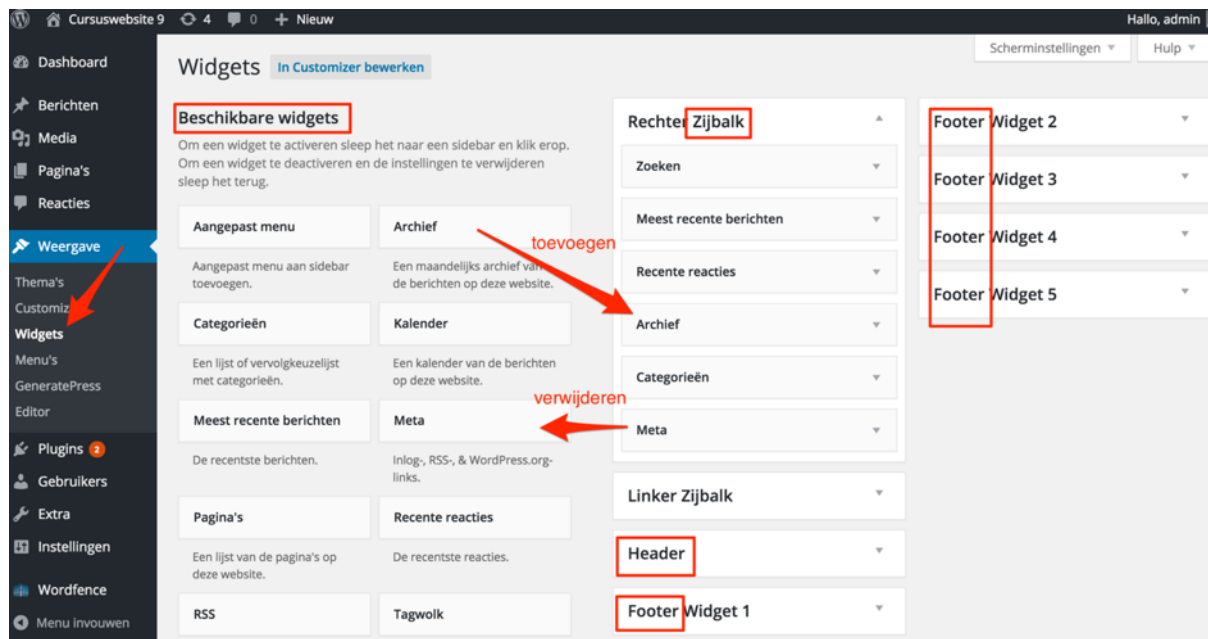 Cursuswebsite 9 4 0 + Nieuw Hallo, admin
Scherminstellingen Hulp
Dashboard
Berichten
Media
Pagina's
Reacties
Weergave
Thema's
Customiz
Widgets
Menu's
GeneratePress
Editor
Plugins 2
Gebruikers
Extra
Instellingen
Wordfence
Menu invouwen
Widgets In Customizer bewerken
Beschikbare widgets
Om een widget te activeren sleep het naar een sidebar en klik erop.
Om een widget te deactiveren en de instellingen te verwijderen
sleep het terug.
Aangepast menu
Aangepast menu aan sidebar
toevoegen.
Archief
Een maandelijks archief van
de berichten op deze website.
Categorieën
Een lijst of vervolgkeuzelijst
met categorieën.
Kalender
Een kalender van de berichten
op deze website.
Meest recente berichten
De recentste berichten.
Meta
Inlog-, RSS-, & WordPress.org-
links.
Pagina's
Een lijst van de pagina's op
deze website.
Recente reacties
De recentste reacties.
RSS
Tagwolk
toevoegen
verwijderen
Rechter Zijbalk
Zoeken
Meest recente berichten
Recente reacties
Archief
Categorieën
Meta
Linker Zijbalk
Header
Footer Widget 1
Footer Widget 2
Footer Widget 3
Footer Widget 4
Footer Widget 5